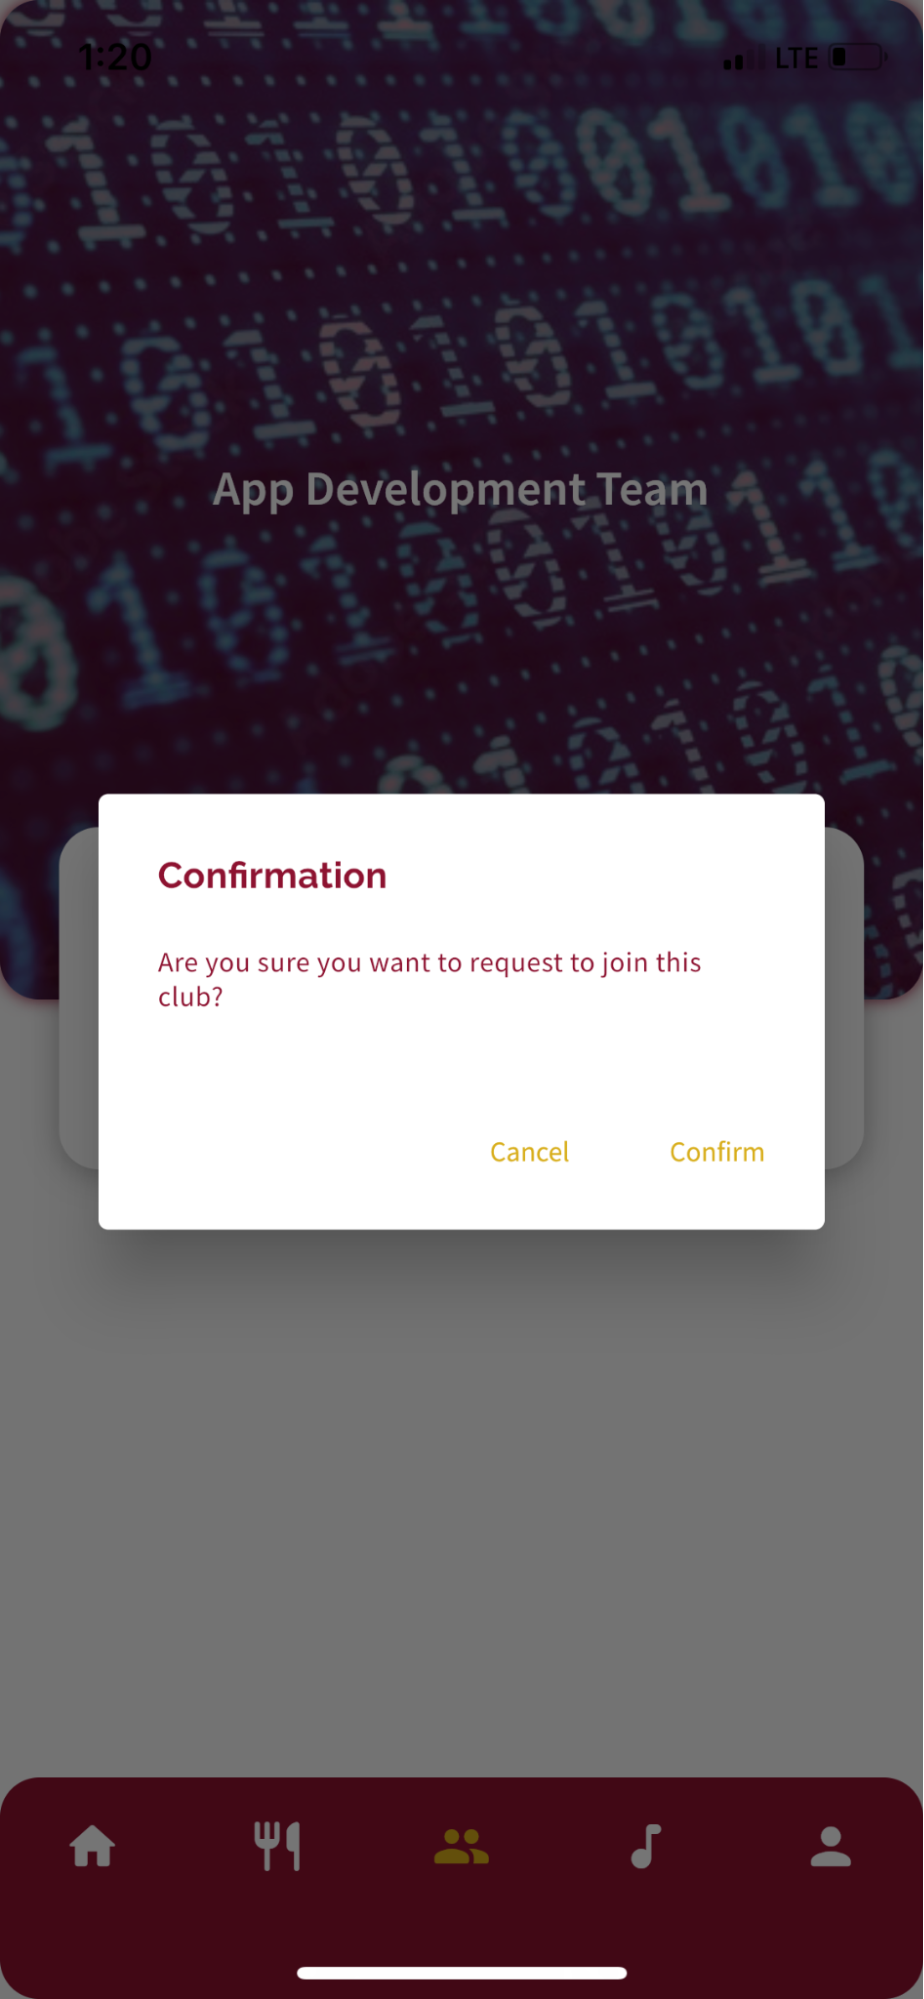 1:20
LTE
App Development Team
Confirmation
Are you sure you want to request to join this
club?
Cancel
Confirm